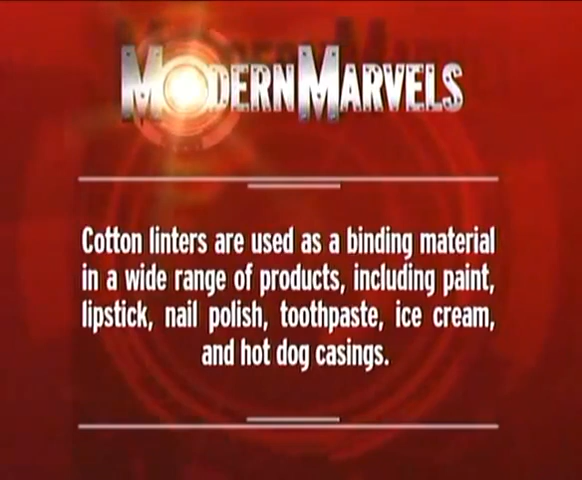 MODERN MARVELS
Cotton linters are used as a binding material
in a wide range of products, including paint,
lipstick, nail polish, toothpaste, ice cream,
and hot dog casings.